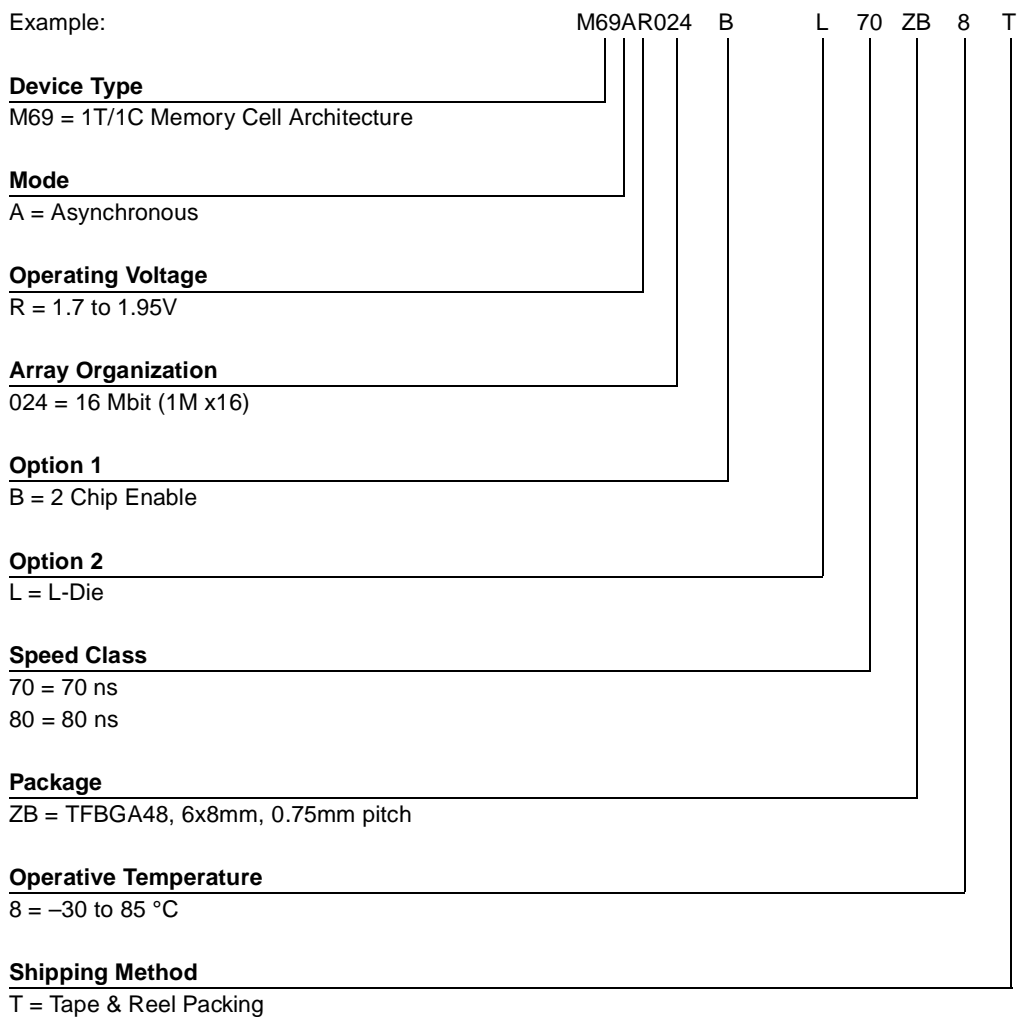 Example: M69AR024 B L 70 ZB 8 T
Device Type
M69 = 1T/1C Memory Cell Architecture
Mode
A = Asynchronous
Operating Voltage
R = 1.7 to 1.95V
Array Organization
024 = 16 Mbit (1M x16)
Option 1
B = 2 Chip Enable
Option 2
L = L-Die
Speed Class
70 = 70 ns
80 = 80 ns
Package
ZB = TFBGA48, 6x8mm, 0.75mm pitch
Operative Temperature
8 = –30 to 85 °C
Shipping Method
T = Tape & Reel Packing